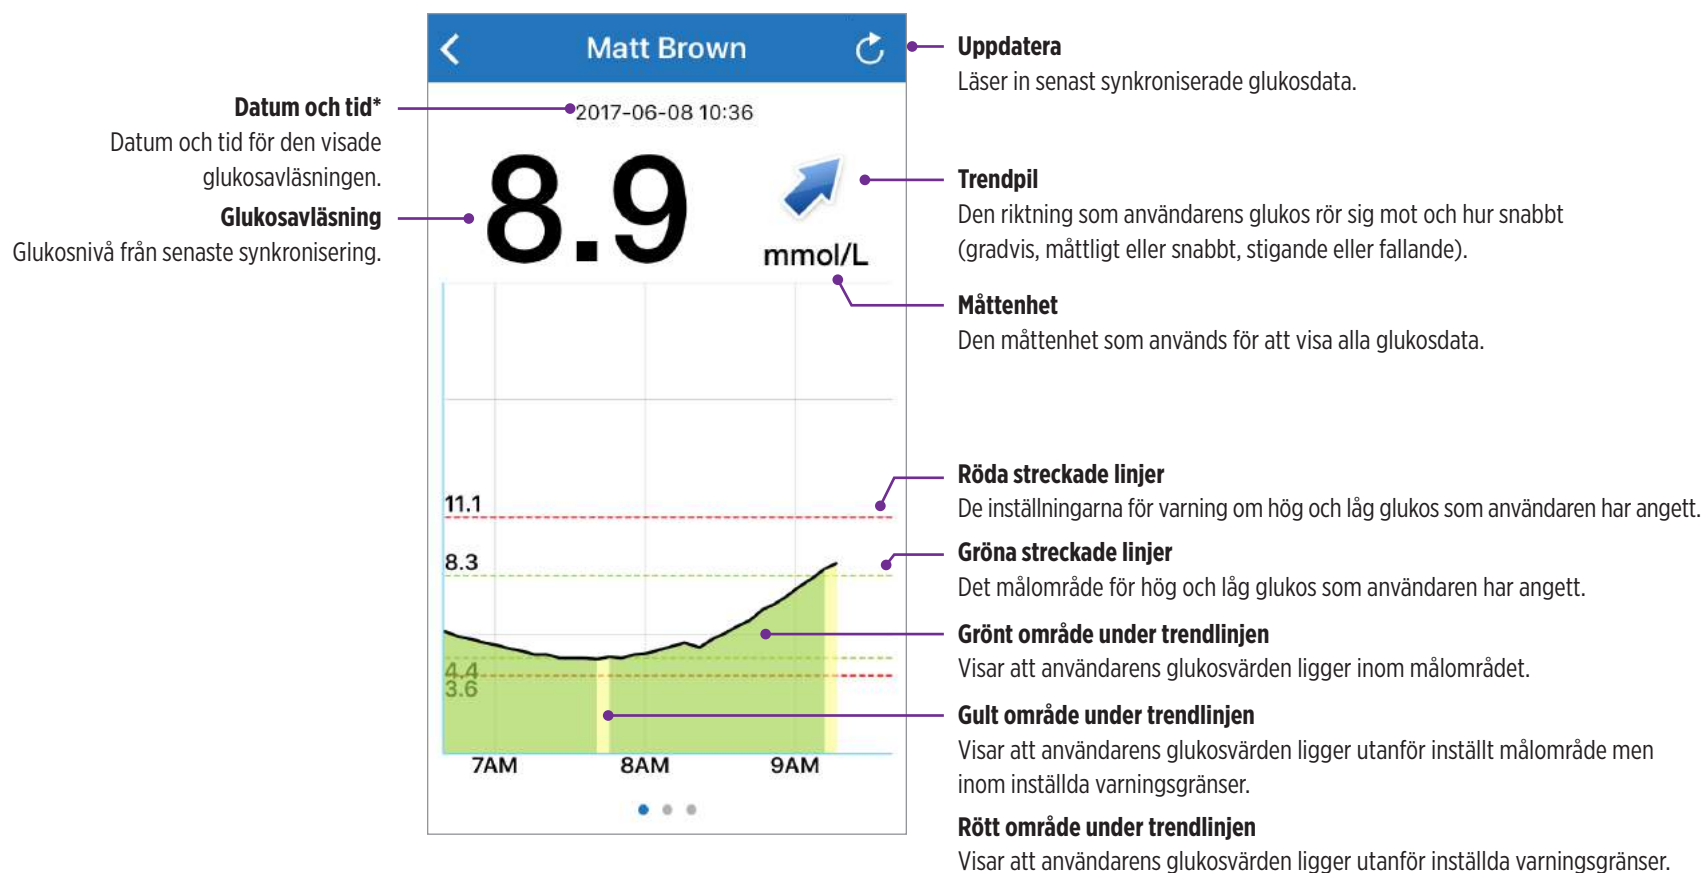 Matt Brown
2017-06-08 10:36
8.9
mmol/L
11.1
8.3
4.4
3.6
7AM 8AM 9AM
Datum och tid*
Datum och tid för den visade
glukosavläsningen.
Glukosavläsning
Glukosnivå från senaste synkronisering.
Uppdatera
Läser in senast synkroniserade glukosdata.
Trendpil
Den riktning som användarens glukos rör sig mot och hur snabbt
(gradvis, måttligt eller snabbt, stigande eller fallande).
Måttenhet
Den måttenhet som används för att visa alla glukosdata.
Röda streckade linjer
De inställningarna för varning om hög och låg glukos som användaren har angett.
Gröna streckade linjer
Det målområde för hög och låg glukos som användaren har angett.
Grönt område under trendlinjen
Visar att användarens glukosvärden ligger inom målområdet.
Gult område under trendlinjen
Visar att användarens glukosvärden ligger utanför inställt målområde men
inom inställda varningsgränser.
Rött område under trendlinjen
Visar att användarens glukosvärden ligger utanför inställda varningsgränser.